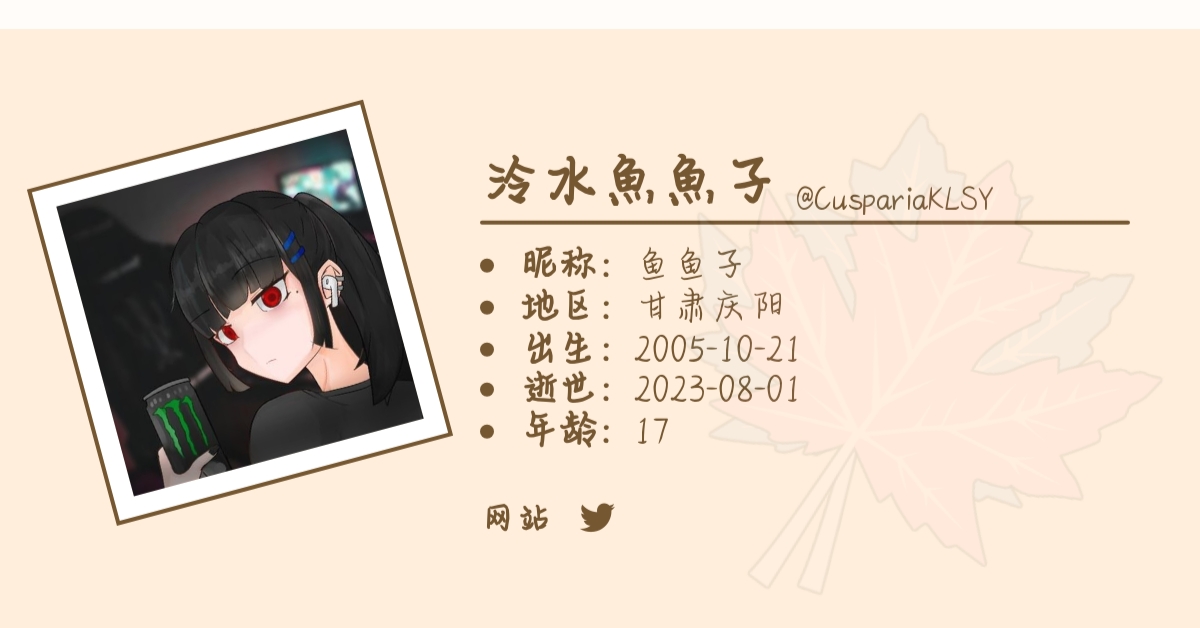 泠水魚魚子 @CuspariaKLSY
昵称： 鱼鱼子
地区： 甘肃庆阳
出生： 2005-10-21
逝世： 2023-08-01
年龄： 17
网站